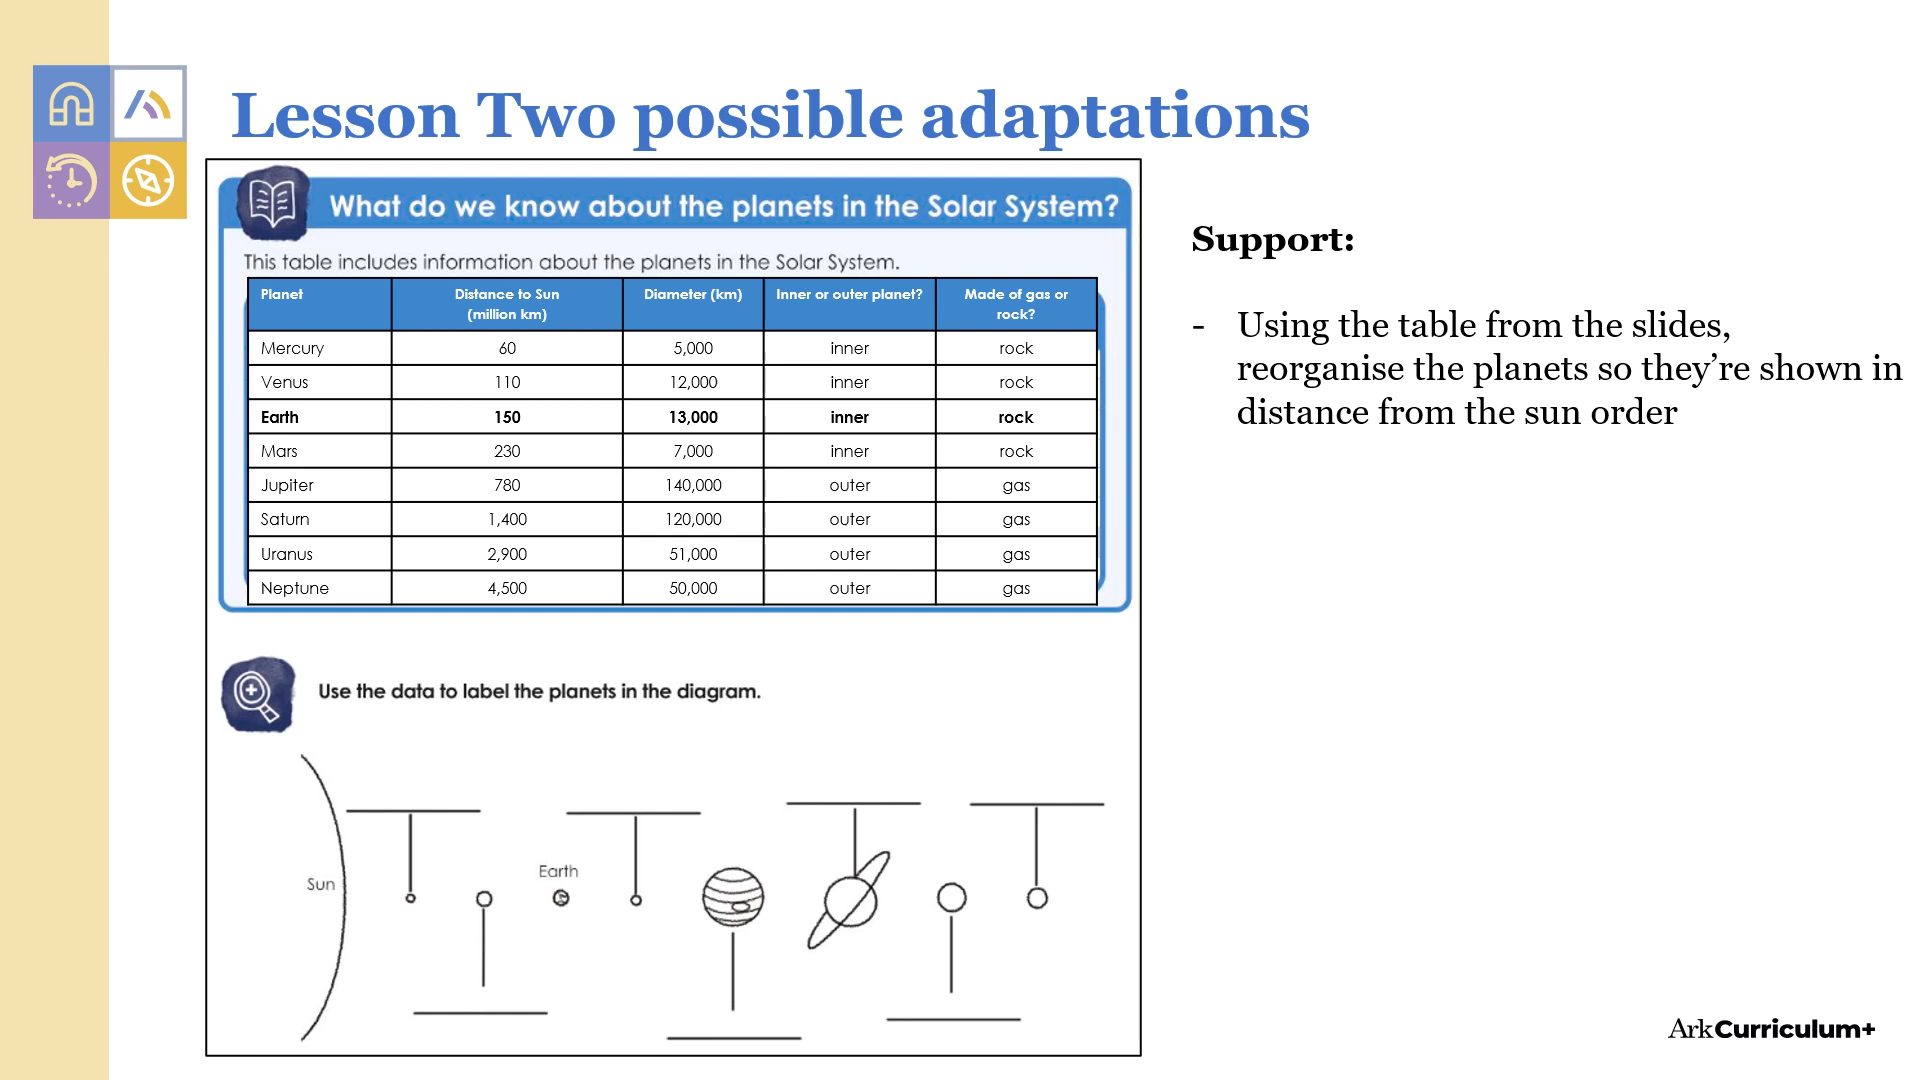 Lesson Two possible adaptations
What do we know about the planets in the Solar System?
This table includes information about the planets in the Solar System.
Planet Distance to Sun (million km) Diameter (km) Inner or outer planet? Made of gas or rock?
Mercury 60 5,000 inner rock
Venus 110 12,000 inner rock
Earth 150 13,000 inner rock
Mars 230 7,000 inner rock
Jupiter 780 140,000 outer gas
Saturn 1,400 120,000 outer gas
Uranus 2,900 51,000 outer gas
Neptune 4,500 50,000 outer gas
Use the data to label the planets in the diagram.
Sun
Earth
Support:
- Using the table from the slides,
reorganise the planets so they’re shown in
distance from the sun order
ArkCurriculum+